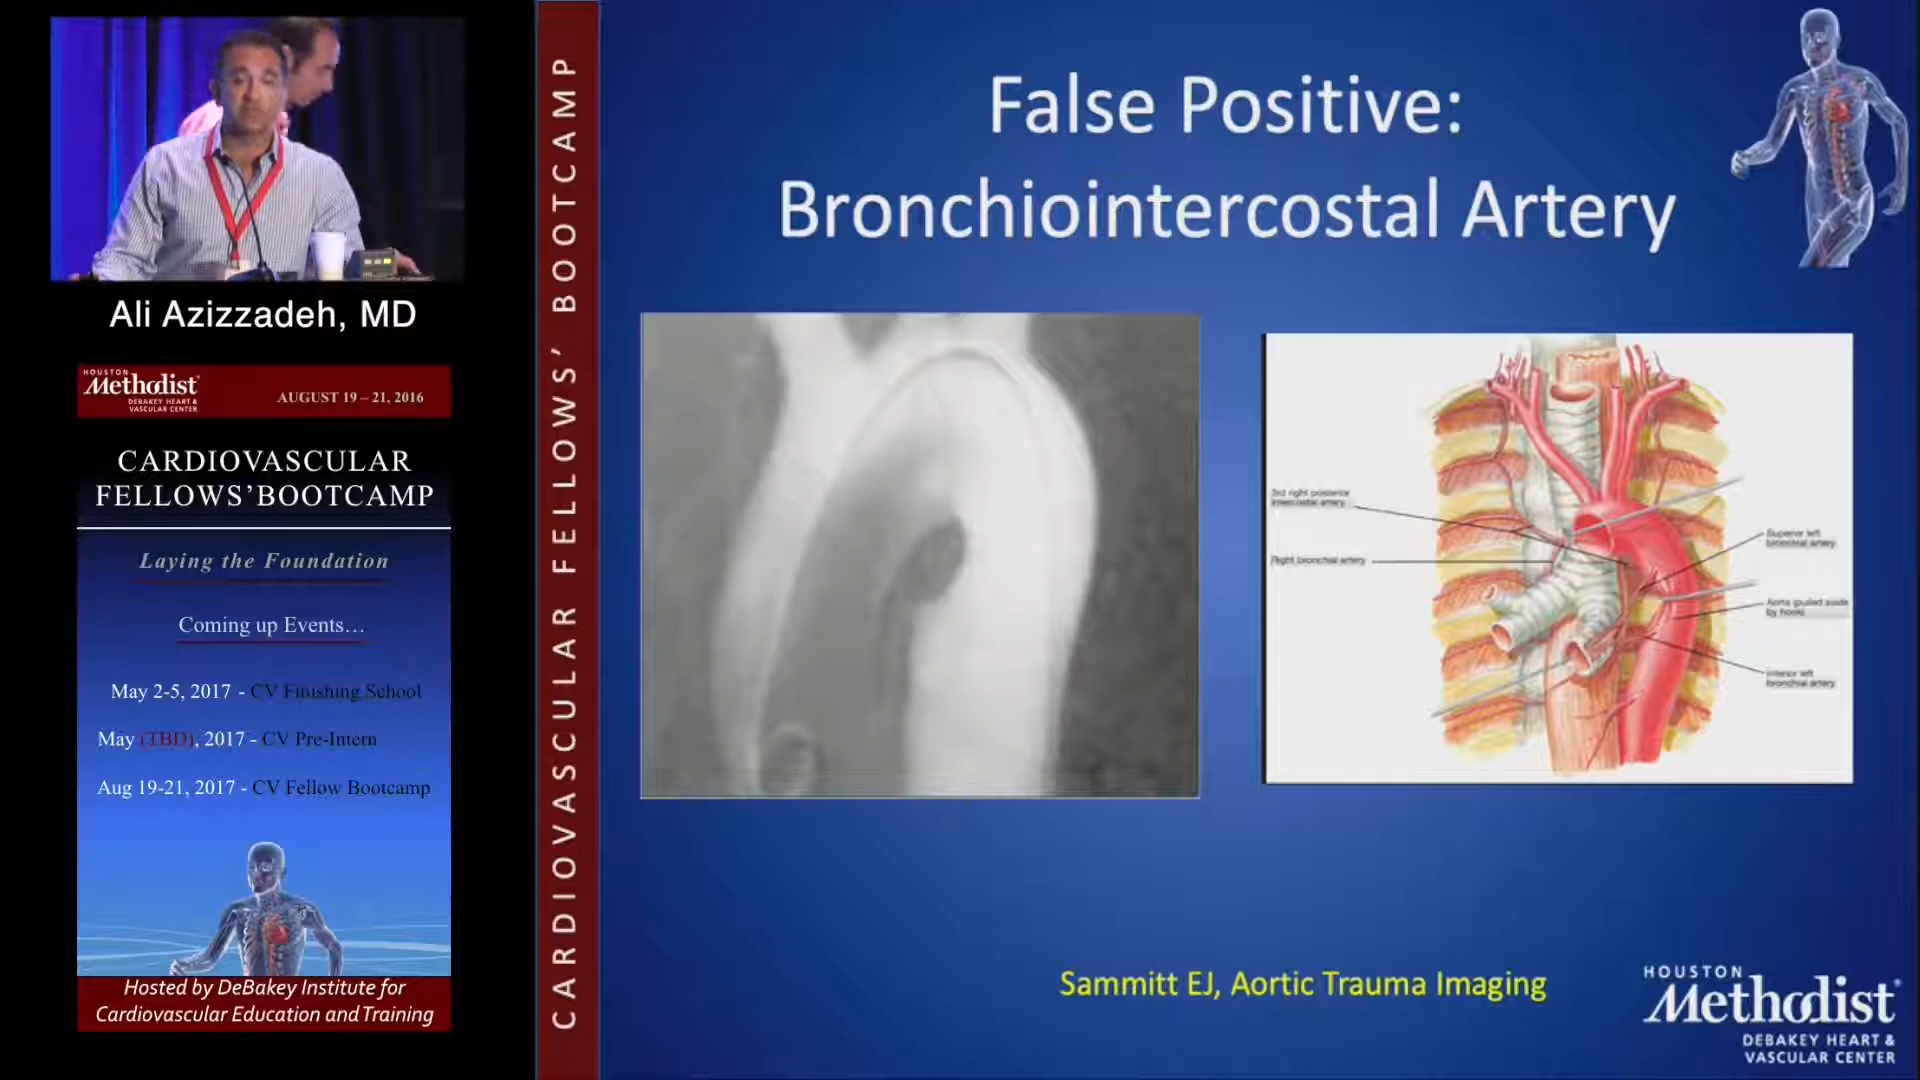 Ali Azizzadeh, MD
HOUSTON
Methodist
DEBAKEY HEART &
VASCULAR CENTER
AUGUST 19 – 21, 2016
CARDIOVASCULAR
FELLOWS’BOOTCAMP
Laying the Foundation
Coming up Events…
May 2-5, 2017 - CV Finishing School
May (TBD), 2017 - CV Pre-Intern
Aug 19-21, 2017 - CV Fellow Bootcamp
Hosted by DeBakey Institute for
Cardiovascular Education and Training
CARDIOVASCULAR FELLOWS’ BOOTCAMP
False Positive:
Bronchiointercostal Artery
3rd right posterior
intercostal artery
Right bronchial artery
Superior left
bronchial artery
Aorta (pulled aside
by hooks)
Inferior left
bronchial artery
Sammitt EJ, Aortic Trauma Imaging
HOUSTON
Methodist
DEBAKEY HEART &
VASCULAR CENTER